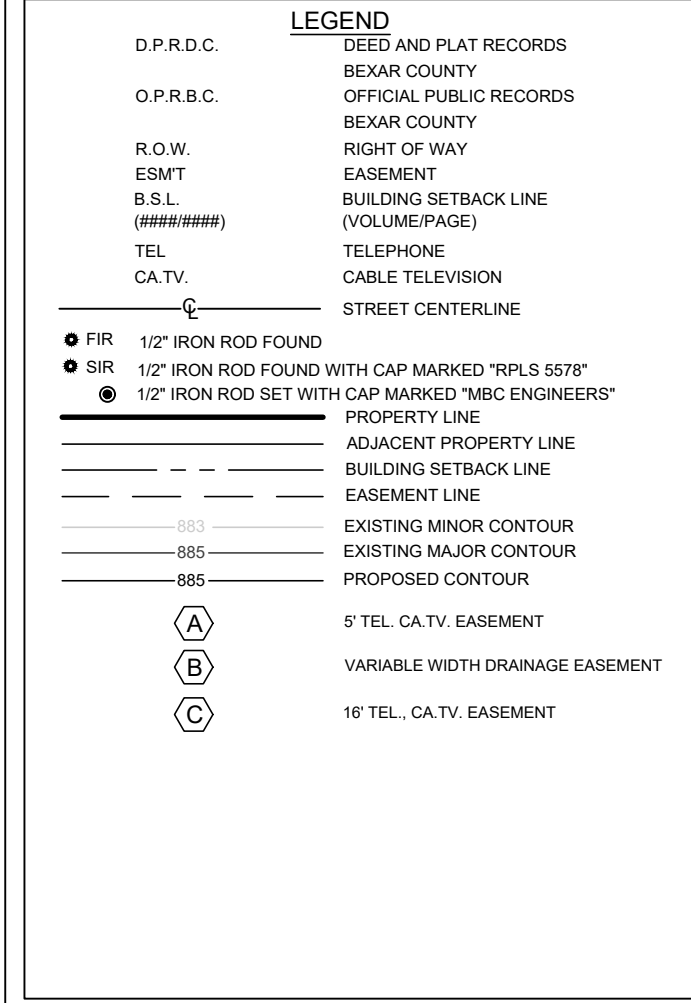 LEGEND
D.P.R.D.C. DEED AND PLAT RECORDS
BEXAR COUNTY
O.P.R.B.C. OFFICIAL PUBLIC RECORDS
BEXAR COUNTY
R.O.W. RIGHT OF WAY
ESM'T EASEMENT
B.S.L. BUILDING SETBACK LINE
(####/####) (VOLUME/PAGE)
TEL TELEPHONE
CA.TV. CABLE TELEVISION
℄ STREET CENTERLINE
FIR 1/2" IRON ROD FOUND
SIR 1/2" IRON ROD FOUND WITH CAP MARKED "RPLS 5578"
1/2" IRON ROD SET WITH CAP MARKED "MBC ENGINEERS"
PROPERTY LINE
ADJACENT PROPERTY LINE
BUILDING SETBACK LINE
EASEMENT LINE
883 EXISTING MINOR CONTOUR
885 EXISTING MAJOR CONTOUR
885 PROPOSED CONTOUR
A 5' TEL. CA.TV. EASEMENT
B VARIABLE WIDTH DRAINAGE EASEMENT
C 16' TEL., CA.TV. EASEMENT